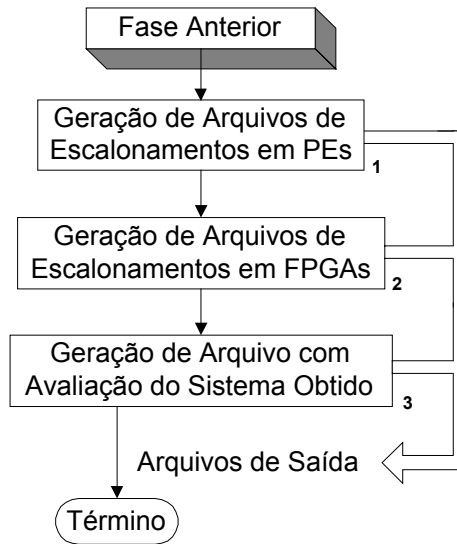 Fase Anterior
Geração de Arquivos de
Escalonamentos em PEs
1
Geração de Arquivos de
Escalonamentos em FPGAs
2
Geração de Arquivo com
Avaliação do Sistema Obtido
3
Arquivos de Saída
Término